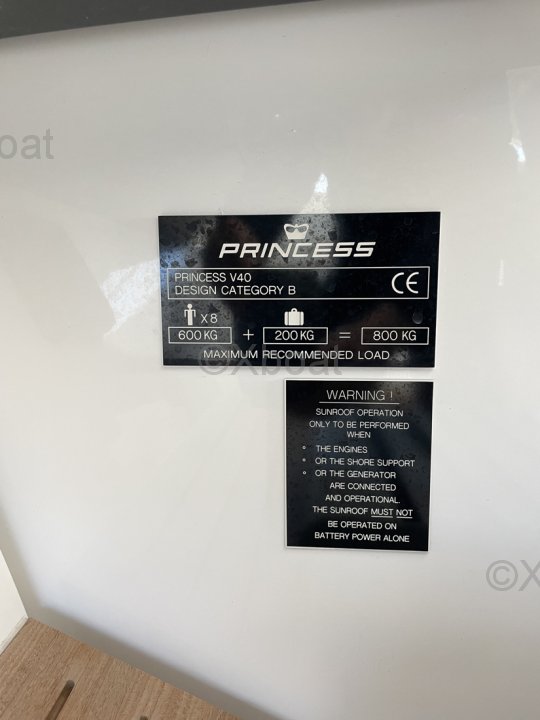 oat
PRINCESS
PRINCESS V40
DESIGN CATEGORY B
CE
X 8
600 KG + 200 KG = 800 KG
MAXIMUM RECOMMENDED LOAD
©Xboat
WARNING !
SUNROOF OPERATION
ONLY TO BE PERFORMED
WHEN
° THE ENGINES
° OR THE SHORE SUPPORT
° OR THE GENERATOR
ARE CONNECTED
AND OPERATIONAL.
THE SUNROOF MUST NOT
BE OPERATED ON
BATTERY POWER ALONE
©X